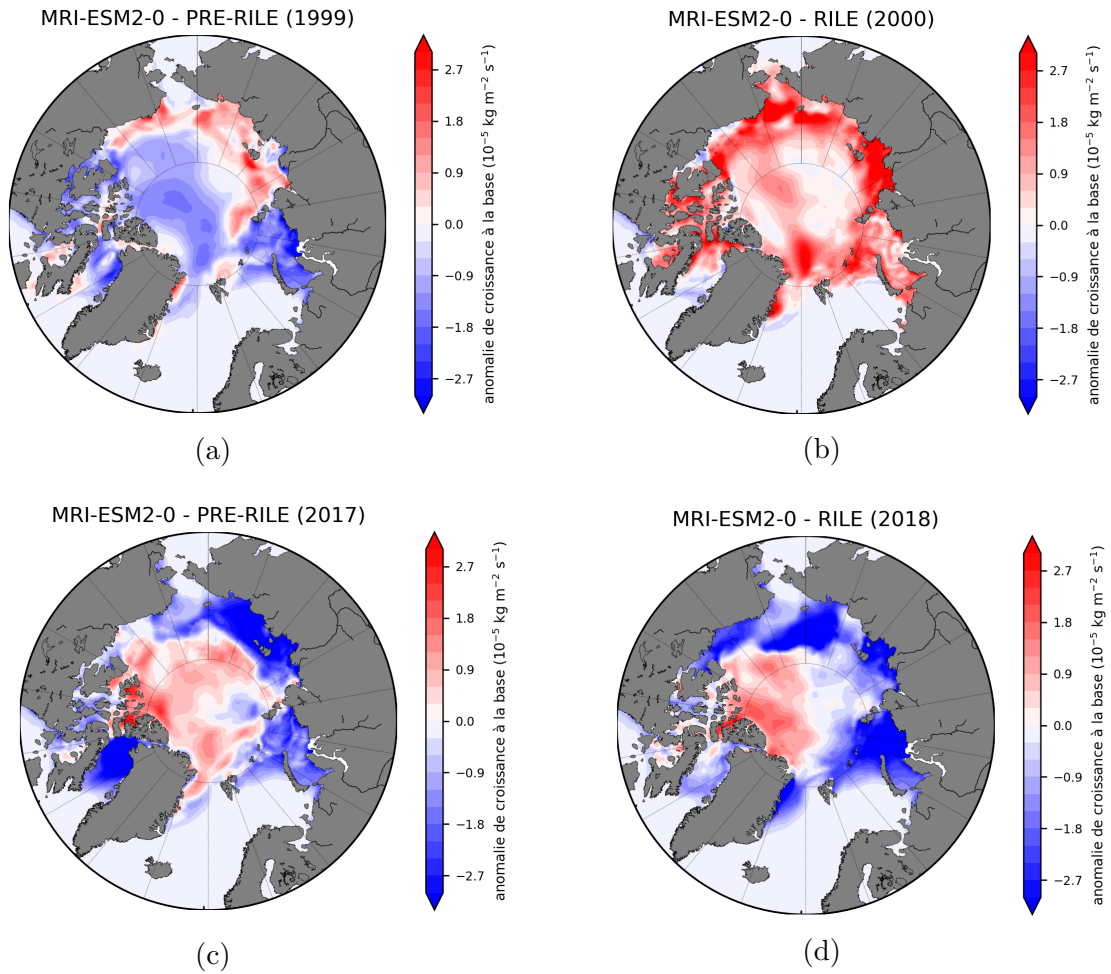 MRI-ESM2-0 - PRE-RILE (1999)
2.7
1.8
0.9
0.0
−0.9
−1.8
−2.7
anomalie de croissance à la base (10⁻⁵ kg m⁻² s⁻¹)
(a)
MRI-ESM2-0 - RILE (2000)
2.7
1.8
0.9
0.0
−0.9
−1.8
−2.7
anomalie de croissance à la base (10⁻⁵ kg m⁻² s⁻¹)
(b)
MRI-ESM2-0 - PRE-RILE (2017)
2.7
1.8
0.9
0.0
−0.9
−1.8
−2.7
anomalie de croissance à la base (10⁻⁵ kg m⁻² s⁻¹)
(c)
MRI-ESM2-0 - RILE (2018)
2.7
1.8
0.9
0.0
−0.9
−1.8
−2.7
anomalie de croissance à la base (10⁻⁵ kg m⁻² s⁻¹)
(d)